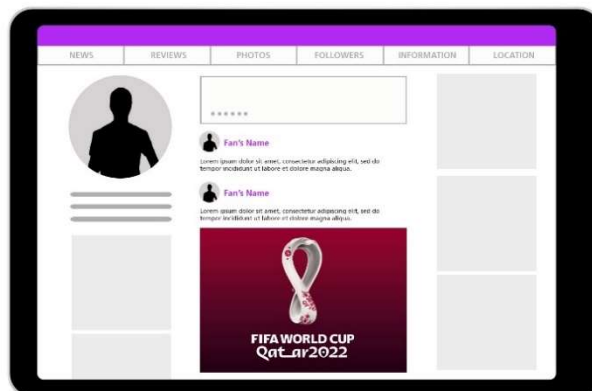 NEWS
REVIEWS
PHOTOS
FOLLOWERS
INFORMATION
LOCATION
Fan's Name
Lorem ipsum dolor sit amet, consectetur adipiscing elit, sed do
tempor incididunt ut labore et dolore magna aliqua.
Fan's Name
Lorem ipsum dolor sit amet, consectetur adipiscing elit, sed do
tempor incididunt ut labore et dolore magna aliqua.
FIFA WORLD CUP
Qatar2022